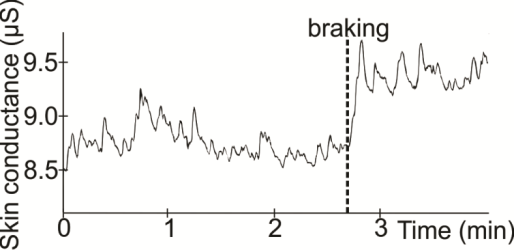 braking
Skin conductance (µS)
9.5
9.0
8.5
0 1 2 3 Time (min)